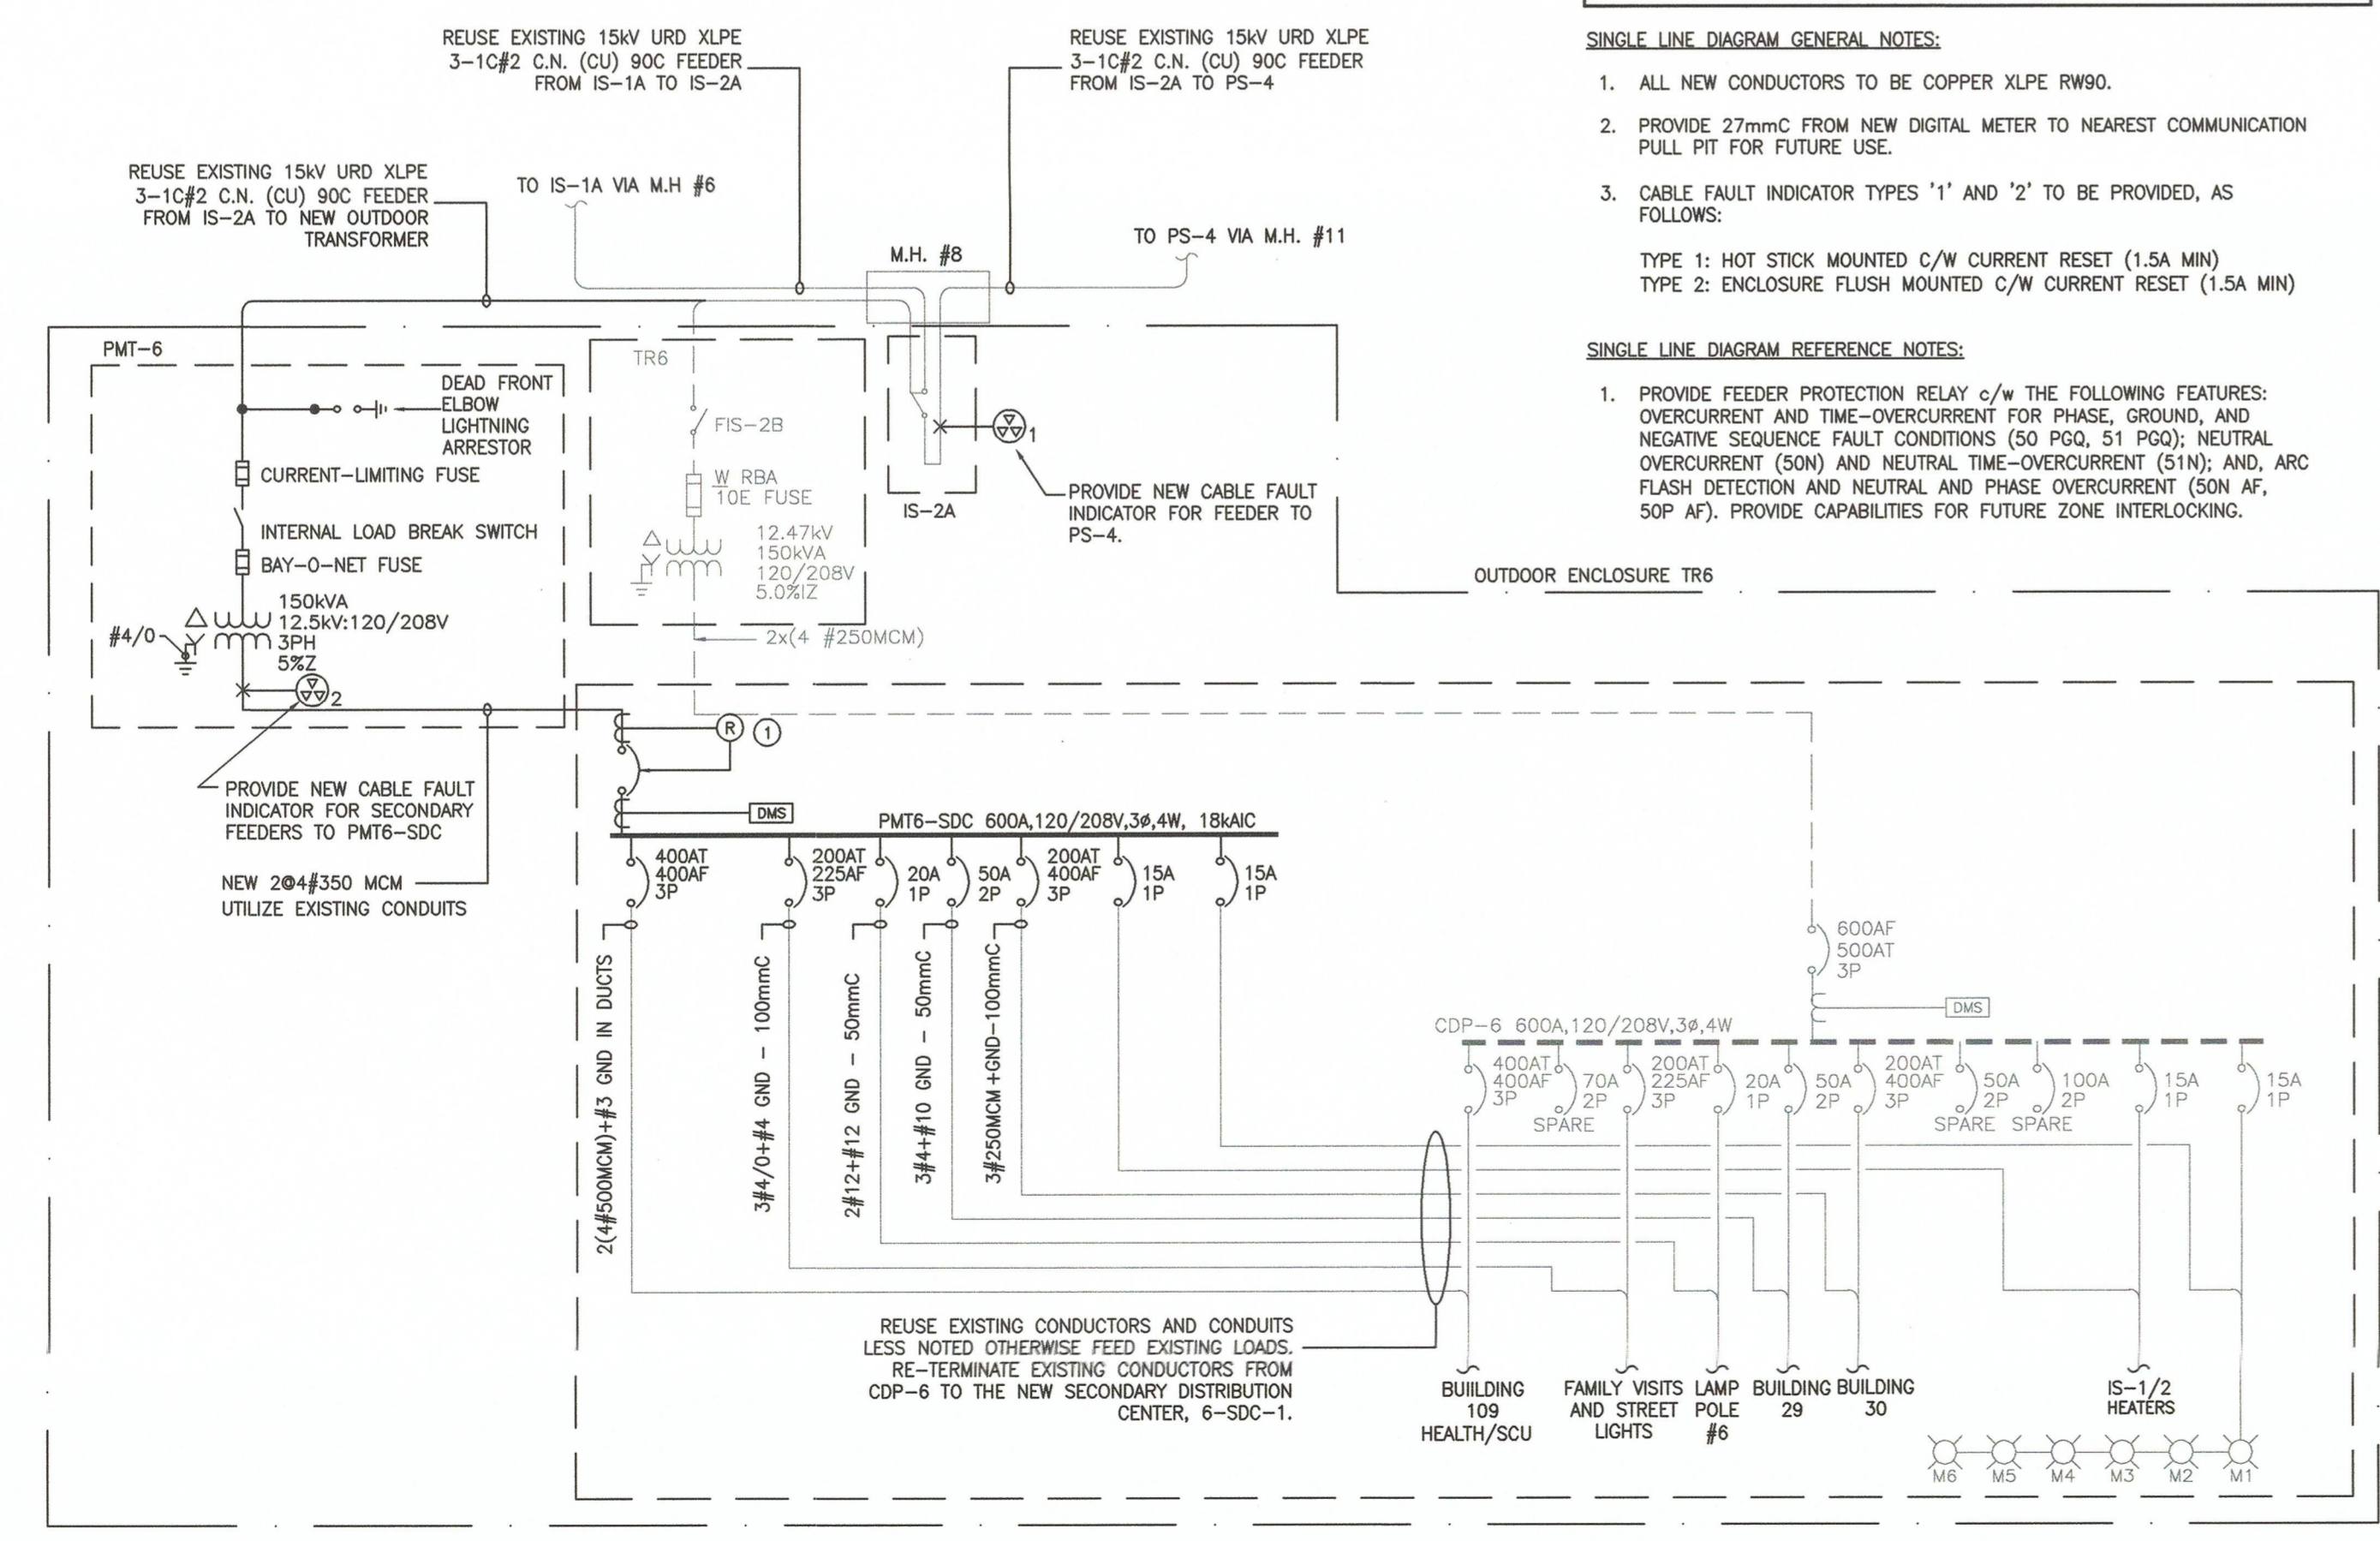 REUSE EXISTING 15kV URD XLPE
3-1C#2 C.N. (CU) 90C FEEDER
FROM IS-1A TO IS-2A
REUSE EXISTING 15kV URD XLPE
3-1C#2 C.N. (CU) 90C FEEDER
FROM IS-2A TO PS-4
REUSE EXISTING 15kV URD XLPE
3-1C#2 C.N. (CU) 90C FEEDER
FROM IS-2A TO NEW OUTDOOR
TRANSFORMER
TO IS-1A VIA M.H #6
M.H. #8
TO PS-4 VIA M.H. #11
SINGLE LINE DIAGRAM GENERAL NOTES:
1. ALL NEW CONDUCTORS TO BE COPPER XLPE RW90.
2. PROVIDE 27mmC FROM NEW DIGITAL METER TO NEAREST COMMUNICATION
PULL PIT FOR FUTURE USE.
3. CABLE FAULT INDICATOR TYPES '1' AND '2' TO BE PROVIDED, AS
FOLLOWS:
TYPE 1: HOT STICK MOUNTED C/W CURRENT RESET (1.5A MIN)
TYPE 2: ENCLOSURE FLUSH MOUNTED C/W CURRENT RESET (1.5A MIN)
SINGLE LINE DIAGRAM REFERENCE NOTES:
1. PROVIDE FEEDER PROTECTION RELAY c/w THE FOLLOWING FEATURES:
OVERCURRENT AND TIME-OVERCURRENT FOR PHASE, GROUND, AND
NEGATIVE SEQUENCE FAULT CONDITIONS (50 PGQ, 51 PGQ); NEUTRAL
OVERCURRENT (50N) AND NEUTRAL TIME-OVERCURRENT (51N); AND, ARC
FLASH DETECTION AND NEUTRAL AND PHASE OVERCURRENT (50N AF,
50P AF). PROVIDE CAPABILITIES FOR FUTURE ZONE INTERLOCKING.
PMT-6
DEAD FRONT
ELBOW
LIGHTNING
ARRESTOR
CURRENT-LIMITING FUSE
INTERNAL LOAD BREAK SWITCH
BAY-O-NET FUSE
150kVA
12.5kV:120/208V
3PH
5%Z
#4/0
2
TR6
FIS-2B
W RBA
10E FUSE
12.47kV
150kVA
120/208V
5.0%IZ
2x(4 #250MCM)
IS-2A
1
PROVIDE NEW CABLE FAULT
INDICATOR FOR FEEDER TO
PS-4.
OUTDOOR ENCLOSURE TR6
PROVIDE NEW CABLE FAULT
INDICATOR FOR SECONDARY
FEEDERS TO PMT6-SDC
NEW 2@4#350 MCM
UTILIZE EXISTING CONDUITS
R
1
DMS
PMT6-SDC 600A,120/208V,3ø,4W, 18kAIC
400AT
400AF
3P
200AT
225AF
3P
20A
1P
50A
2P
200AT
400AF
3P
15A
1P
15A
1P
2(4#500MCM)+#3 GND IN DUCTS
3#4/0+#4 GND - 100mmC
2#12+#12 GND - 50mmC
3#4+#10 GND - 50mmC
3#250MCM+GND-100mmC
600AF
500AT
3P
DMS
CDP-6 600A,120/208V,3ø,4W
400AT
400AF
3P
70A
2P
SPARE
200AT
225AF
3P
20A
1P
50A
2P
200AT
400AF
3P
50A
2P
SPARE
100A
2P
SPARE
15A
1P
15A
1P
REUSE EXISTING CONDUCTORS AND CONDUITS
LESS NOTED OTHERWISE FEED EXISTING LOADS.
RE-TERMINATE EXISTING CONDUCTORS FROM
CDP-6 TO THE NEW SECONDARY DISTRIBUTION
CENTER, 6-SDC-1.
BUIILDING
109
HEALTH/SCU
FAMILY VISITS
AND STREET
LIGHTS
LAMP
POLE
#6
BUILDING
29
BUILDING
30
IS-1/2
HEATERS
M6
M5
M4
M3
M2
M1